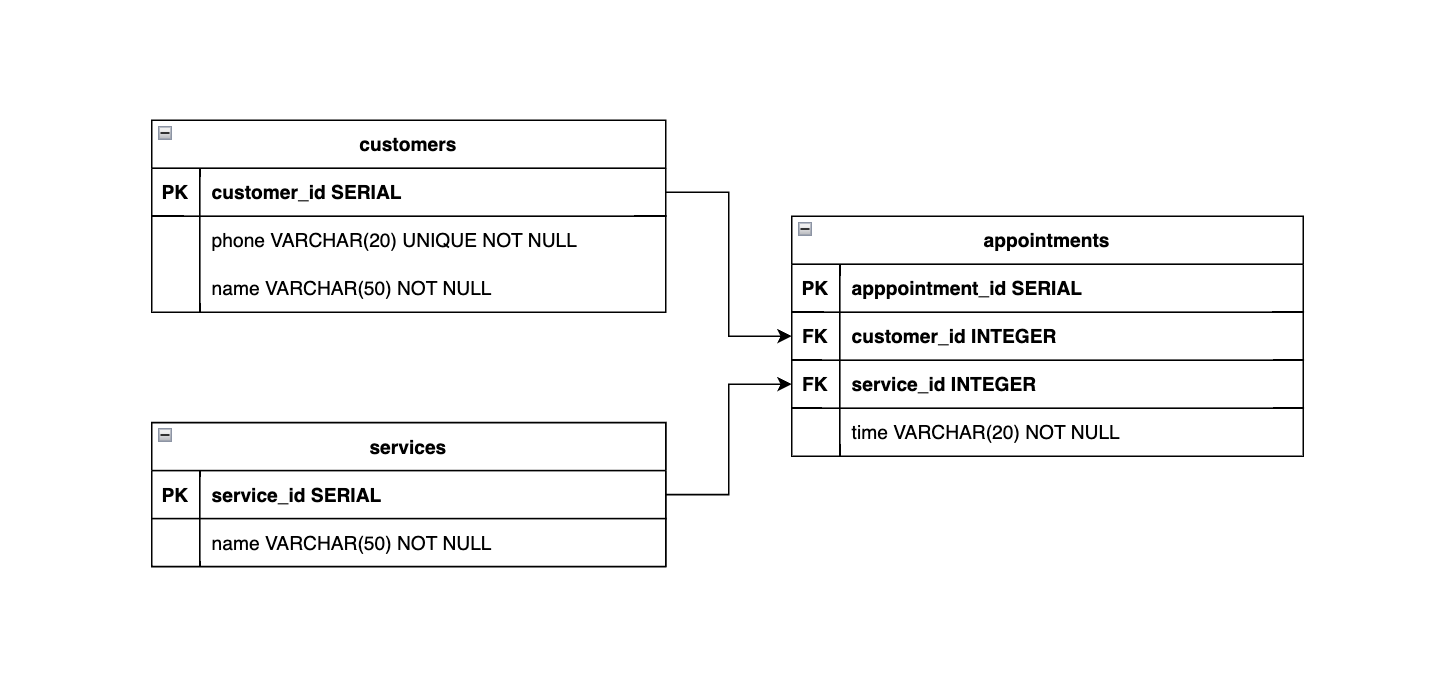 customers
PK customer_id SERIAL
phone VARCHAR(20) UNIQUE NOT NULL
name VARCHAR(50) NOT NULL
appointments
PK apppointment_id SERIAL
FK customer_id INTEGER
FK service_id INTEGER
time VARCHAR(20) NOT NULL
services
PK service_id SERIAL
name VARCHAR(50) NOT NULL